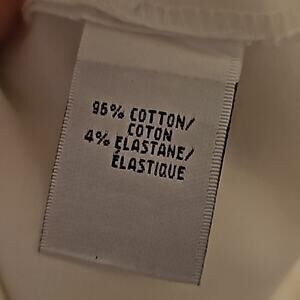 96% COTTON/
COTON
4% ELASTANE/
ÉLASTIQUE